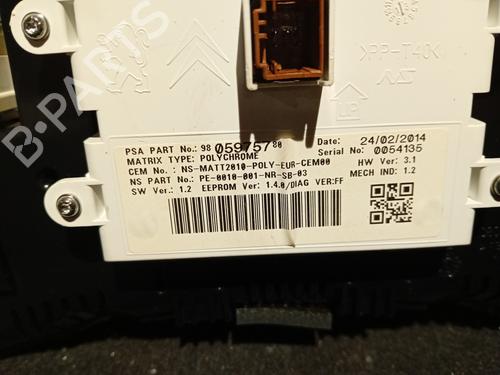 B-PARTS
>PP-T40<
UP
PSA PART No.: 98 059757 80 Date: 24/02/2014
MATRIX TYPE: POLYCHROME Serial No: 0054135
CEM No.: NS-MATT2010-POLY-EUR-CEM00 HW Ver: 3.1
NS PART No.: PE-0010-001-NR-SB-03 MECH IND: 1.2
SW Ver.: 1.2 EEPROM Ver: 1.4.0/DIAG VER:FF